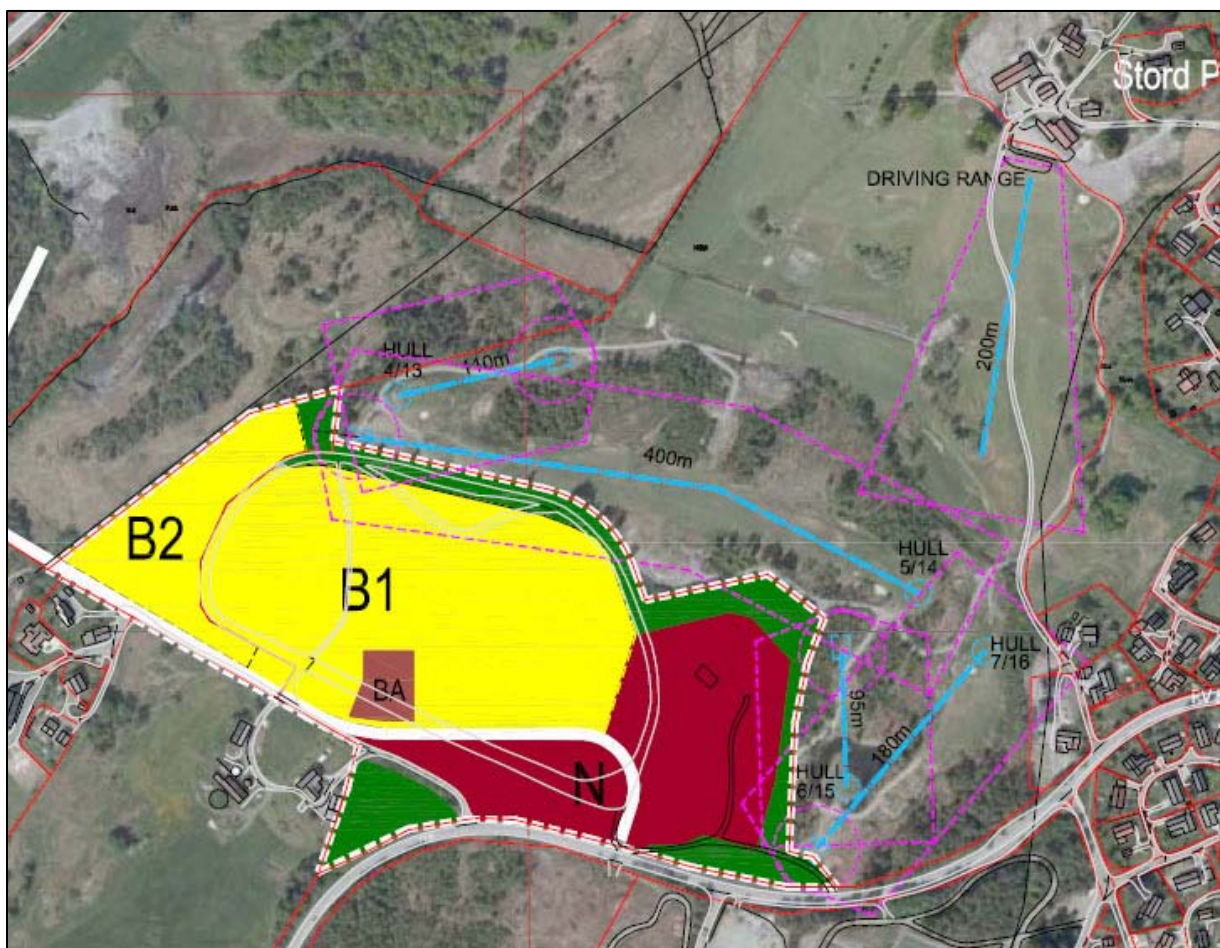 Stord P
DRIVING RANGE
200m
HULL
4/13
110m
400m
HULL
5/14
B2
B1
HULL
7/16
95m
180m
BA
HULL
6/15
N